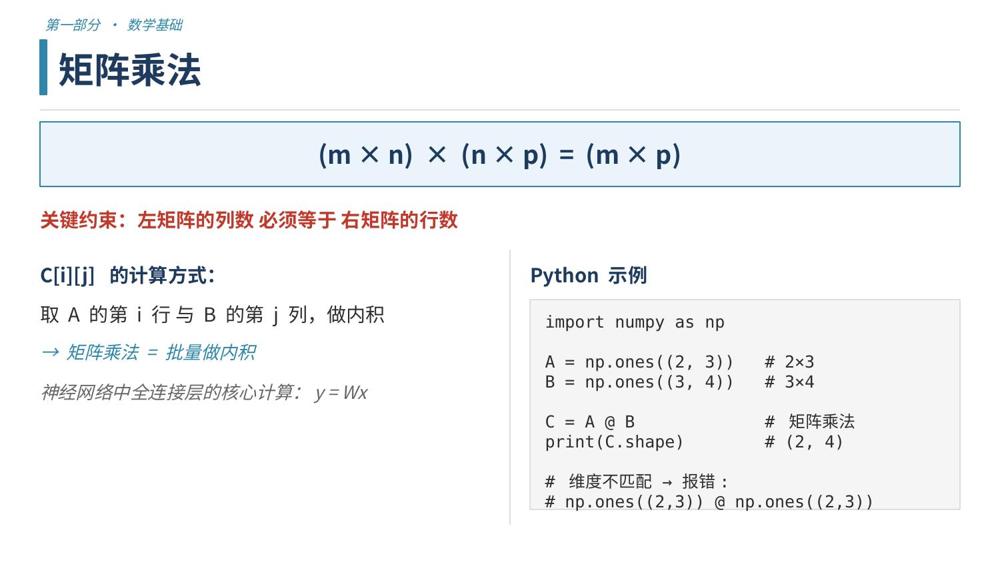 第一部分 · 数学基础
矩阵乘法
(m × n) × (n × p) = (m × p)
关键约束：左矩阵的列数 必须等于 右矩阵的行数
C[i][j] 的计算方式：
取 A 的第 i 行 与 B 的第 j 列，做内积
→ 矩阵乘法 = 批量做内积
神经网络中全连接层的核心计算： y = Wx
Python 示例
import numpy as np
A = np.ones((2, 3))   # 2×3
B = np.ones((3, 4))   # 3×4
C = A @ B             # 矩阵乘法
print(C.shape)        # (2, 4)
# 维度不匹配 → 报错：
# np.ones((2,3)) @ np.ones((2,3))